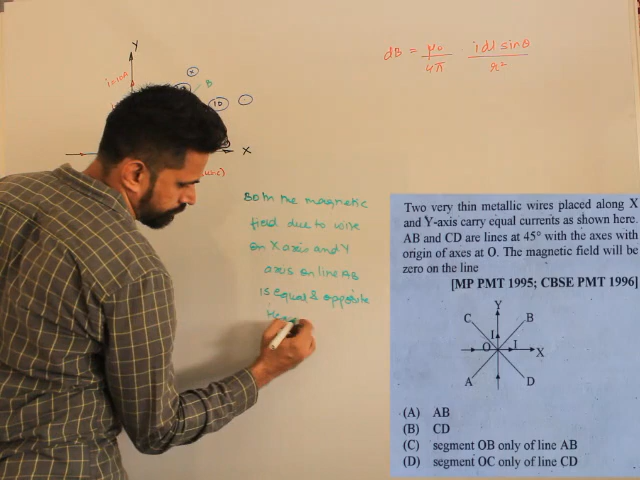 dB = μ₀ / 4π idl sinθ / r²
Y
i=10A
B
X
Both the magnetic
field due to wire
on X axis and Y
axis on line AB
is equal & opposite
Two very thin metallic wires placed along X
and Y-axis carry equal currents as shown here.
AB and CD are lines at 45° with the axes with
origin of axes at O. The magnetic field will be
zero on the line
[MP PMT 1995; CBSE PMT 1996]
Y
C B
I
O I X
A D
(A) AB
(B) CD
(C) segment OB only of line AB
(D) segment OC only of line CD